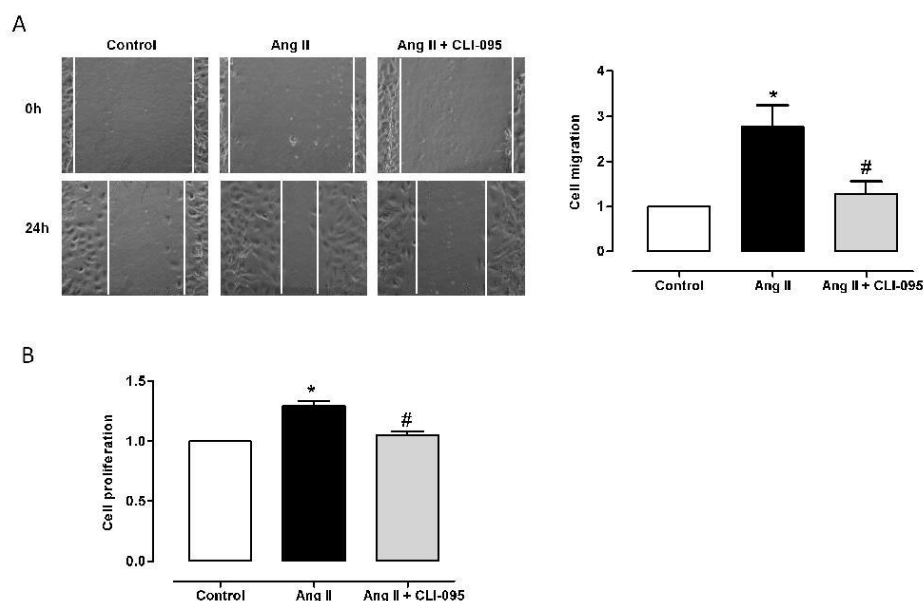 A
Control
Ang II
Ang II + CLI-095
0h
24h
Cell migration
4
3
2
1
0
*
#
Control
Ang II
Ang II + CLI-095
B
Cell proliferation
1.5
1.0
0.5
0.0
*
#
Control
Ang II
Ang II + CLI-095